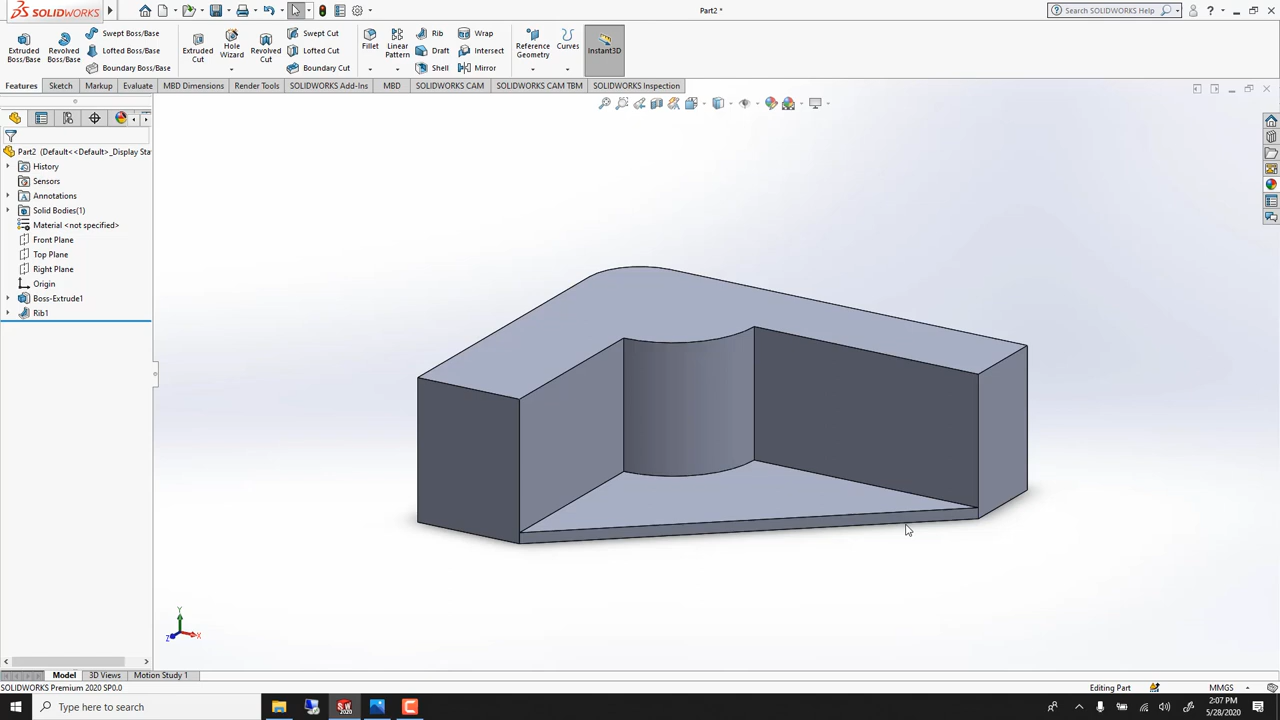 SOLIDWORKS
Part2 *
Search SOLIDWORKS Help
Extruded Boss/Base
Revolved Boss/Base
Swept Boss/Base
Lofted Boss/Base
Boundary Boss/Base
Extruded Cut
Hole Wizard
Revolved Cut
Swept Cut
Lofted Cut
Boundary Cut
Fillet
Linear Pattern
Rib
Draft
Shell
Wrap
Intersect
Mirror
Reference Geometry
Curves
Instant3D
Features Sketch Markup Evaluate MBD Dimensions Render Tools SOLIDWORKS Add-Ins MBD SOLIDWORKS CAM SOLIDWORKS CAM TBM SOLIDWORKS Inspection
Part2 (Default<<Default>_Display Sta
History
Sensors
Annotations
Solid Bodies(1)
Material <not specified>
Front Plane
Top Plane
Right Plane
Origin
Boss-Extrude1
Rib1
Y
Z X
Model 3D Views Motion Study 1
SOLIDWORKS Premium 2020 SP0.0 Editing Part MMGS
Type here to search
2:07 PM
5/28/2020